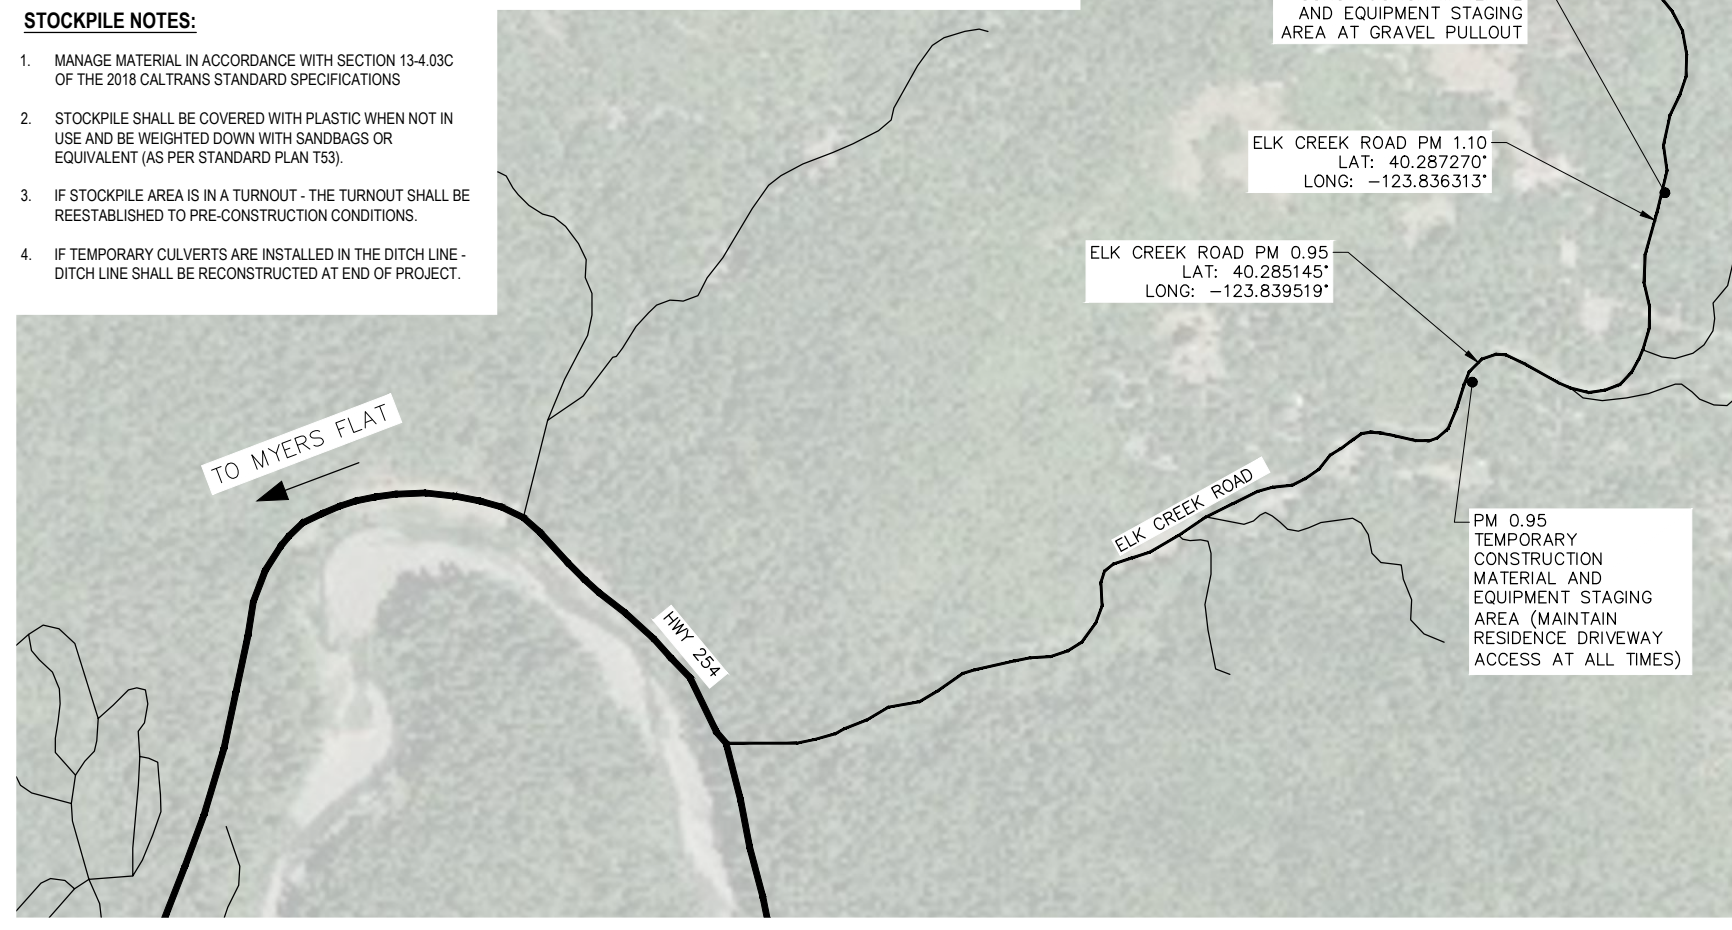 STOCKPILE NOTES:
1. MANAGE MATERIAL IN ACCORDANCE WITH SECTION 13-4.03C
OF THE 2018 CALTRANS STANDARD SPECIFICATIONS
2. STOCKPILE SHALL BE COVERED WITH PLASTIC WHEN NOT IN
USE AND BE WEIGHTED DOWN WITH SANDBAGS OR
EQUIVALENT (AS PER STANDARD PLAN T53).
3. IF STOCKPILE AREA IS IN A TURNOUT - THE TURNOUT SHALL BE
REESTABLISHED TO PRE-CONSTRUCTION CONDITIONS.
4. IF TEMPORARY CULVERTS ARE INSTALLED IN THE DITCH LINE -
DITCH LINE SHALL BE RECONSTRUCTED AT END OF PROJECT.
AND EQUIPMENT STAGING
AREA AT GRAVEL PULLOUT
ELK CREEK ROAD PM 1.10
LAT: 40.287270°
LONG: −123.836313°
ELK CREEK ROAD PM 0.95
LAT: 40.285145°
LONG: −123.839519°
TO MYERS FLAT
ELK CREEK ROAD
HWY 254
PM 0.95
TEMPORARY
CONSTRUCTION
MATERIAL AND
EQUIPMENT STAGING
AREA (MAINTAIN
RESIDENCE DRIVEWAY
ACCESS AT ALL TIMES)